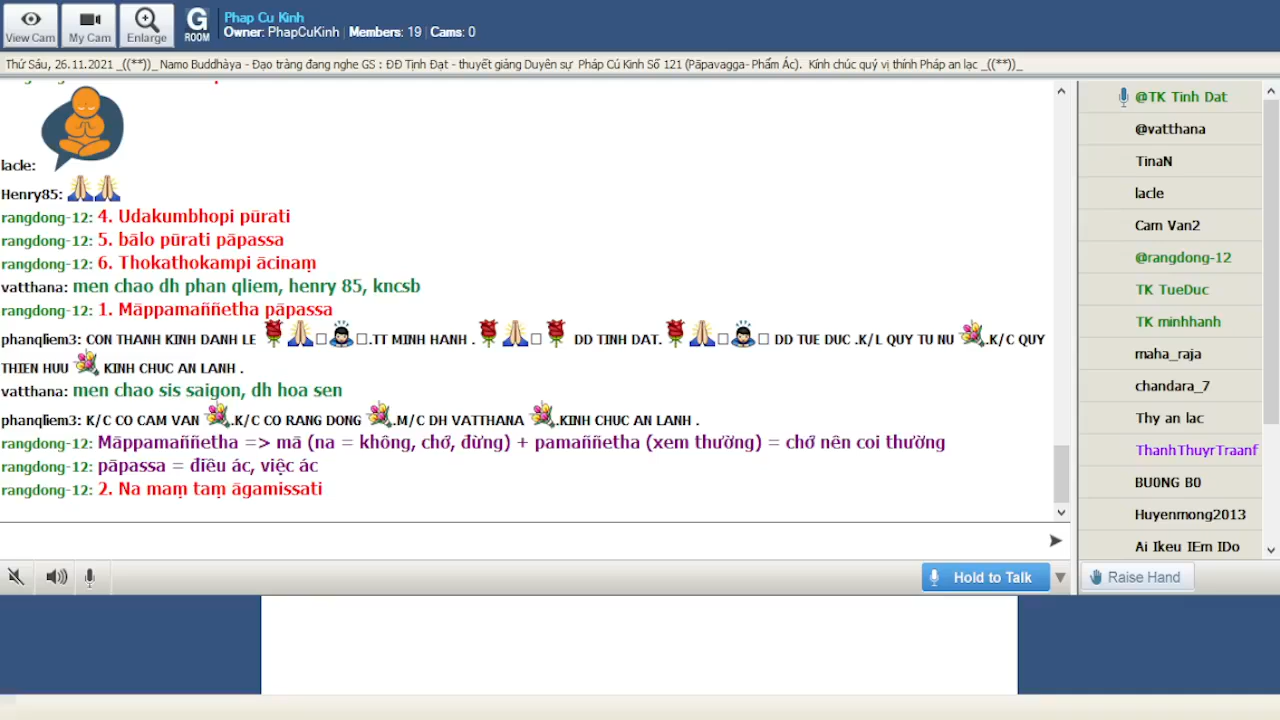 View Cam
My Cam
Enlarge
G
ROOM
Phap Cu Kinh
Owner: PhapCuKinh | Members: 19 | Cams: 0
Thứ Sáu, 26.11.2021 _((**))_ Namo Buddhàya - Đạo tràng đang nghe GS : ĐĐ Tịnh Đạt - thuyết giảng Duyên sự Pháp Cú Kinh Số 121 (Pāpavagga- Phẩm Ác). Kính chúc quý vị thính Pháp an lạc _((**))_
lacle:
Henry85:
rangdong-12: 4. Udakumbhopi pūrati
rangdong-12: 5. bālo pūrati pāpassa
rangdong-12: 6. Thokathokampi ācinaṃ
vatthana: men chao dh phan qliem, henry 85, kncsb
rangdong-12: 1. Māppamaññetha pāpassa
phanqliem3: CON THANH KINH DANH LE .TT MINH HANH . DD TINH DAT. DD TUE DUC .K/L QUY TU NU .K/C QUY
THIEN HUU KINH CHUC AN LANH .
vatthana: men chao sis saigon, dh hoa sen
phanqliem3: K/C CO CAM VAN .K/C CO RANG DONG .M/C DH VATTHANA .KINH CHUC AN LANH .
rangdong-12: Māppamaññetha => mā (na = không, chớ, đừng) + pamaññetha (xem thường) = chớ nên coi thường
rangdong-12: pāpassa = điều ác, việc ác
rangdong-12: 2. Na maṃ taṃ āgamissati
Hold to Talk
@TK Tinh Dat
@vatthana
TinaN
lacle
Cam Van2
@rangdong-12
TK TueDuc
TK minhhanh
maha_raja
chandara_7
Thy an lac
ThanhThuyrTraanf
BU0NG B0
Huyenmong2013
Ai Ikeu IEm IDo
Raise Hand